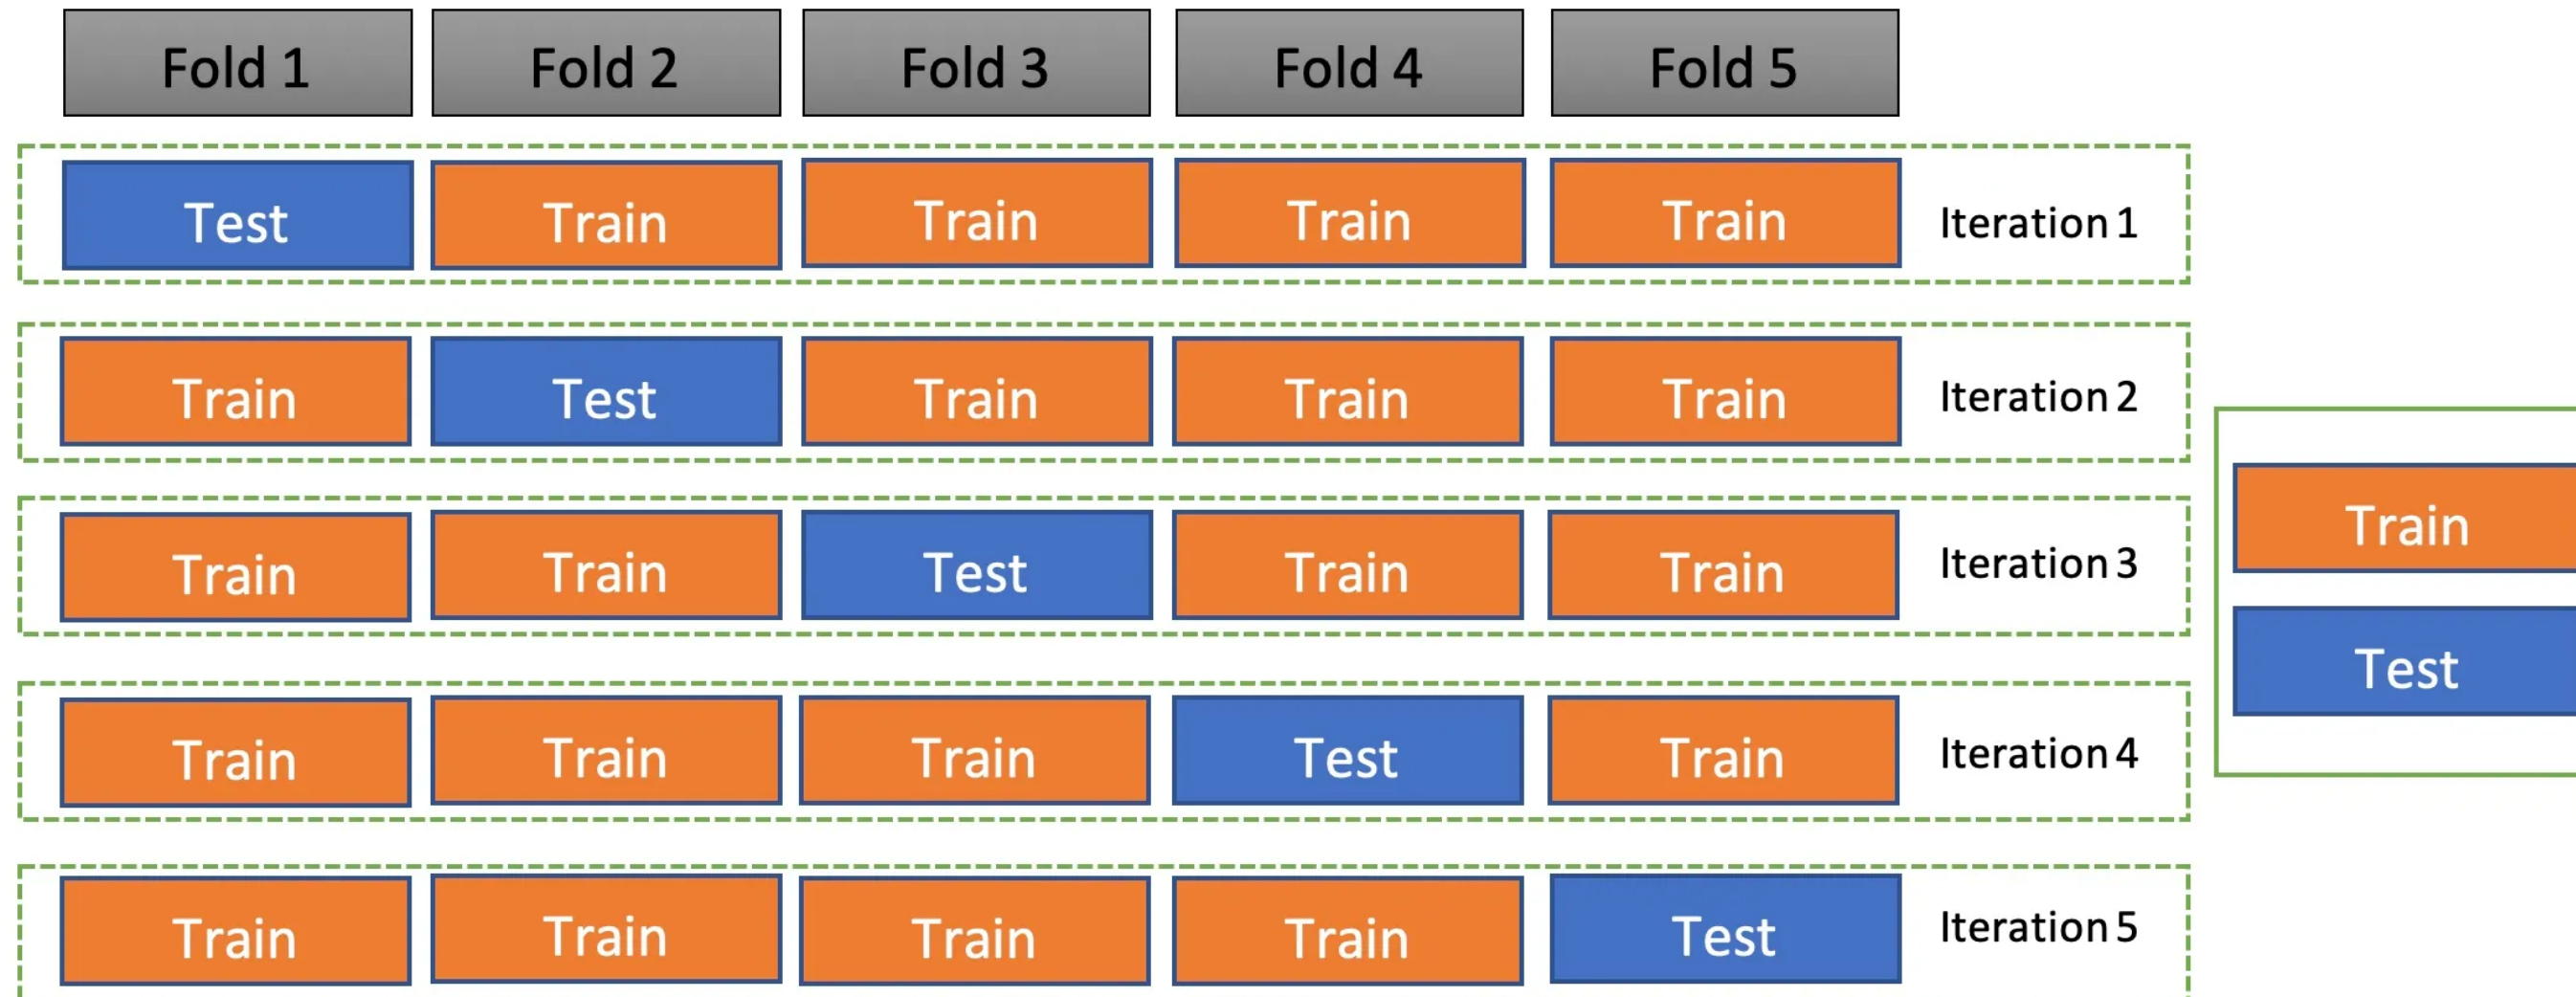 Fold 1 Fold 2 Fold 3 Fold 4 Fold 5
Test Train Train Train Train Iteration 1
Train Test Train Train Train Iteration 2
Train Train Test Train Train Iteration 3
Train Train Train Test Train Iteration 4
Train Train Train Train Test Iteration 5
Train
Test